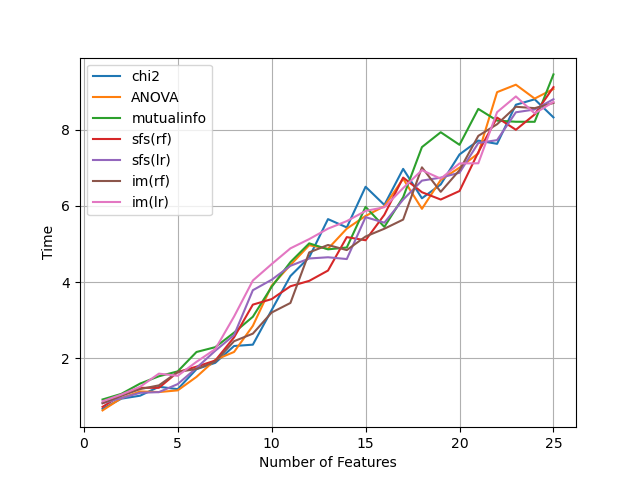 chi2
ANOVA
mutualinfo
sfs(rf)
sfs(lr)
im(rf)
im(lr)
Time
8
6
4
2
0 5 10 15 20 25
Number of Features